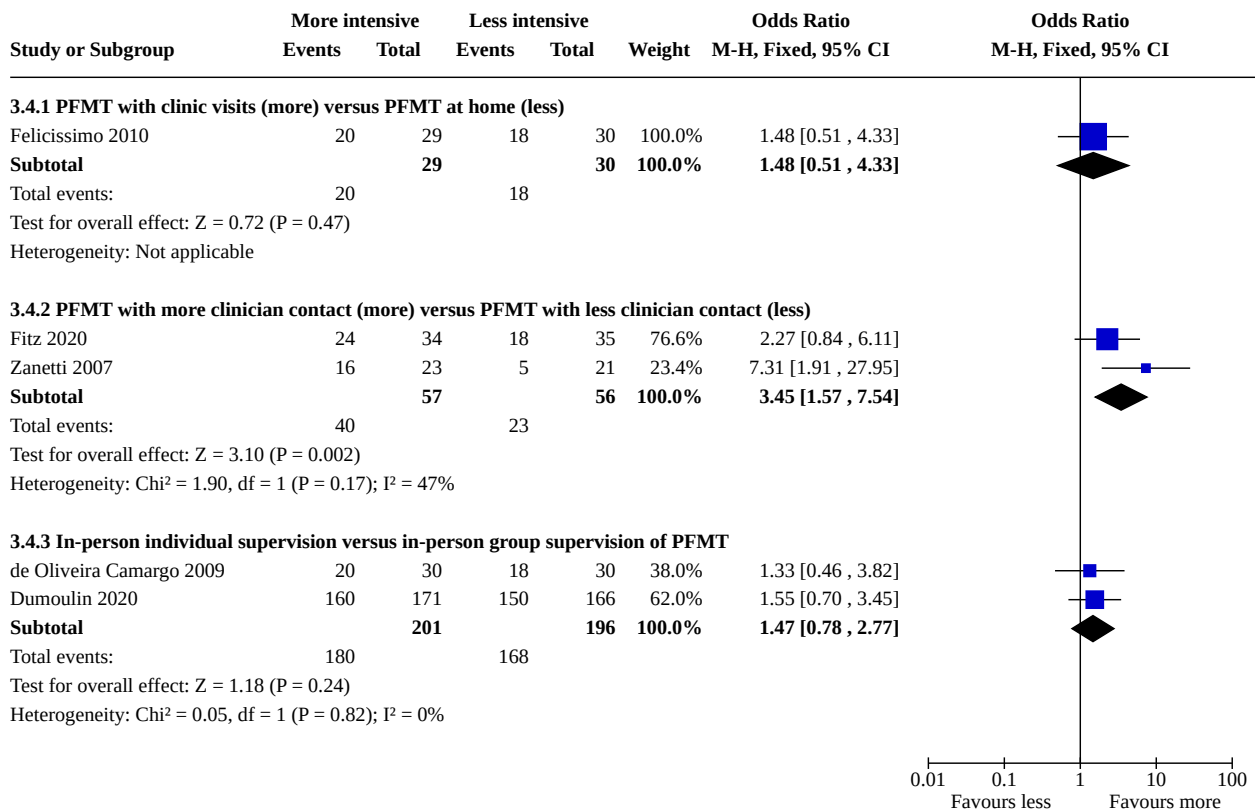 More intensive Less intensive Odds Ratio Odds Ratio
Study or Subgroup Events Total Events Total Weight M-H, Fixed, 95% CI M-H, Fixed, 95% CI
3.4.1 PFMT with clinic visits (more) versus PFMT at home (less)
Felicissimo 2010 20 29 18 30 100.0% 1.48 [0.51 , 4.33]
Subtotal 29 30 100.0% 1.48 [0.51 , 4.33]
Total events: 20 18
Test for overall effect: Z = 0.72 (P = 0.47)
Heterogeneity: Not applicable
3.4.2 PFMT with more clinician contact (more) versus PFMT with less clinician contact (less)
Fitz 2020 24 34 18 35 76.6% 2.27 [0.84 , 6.11]
Zanetti 2007 16 23 5 21 23.4% 7.31 [1.91 , 27.95]
Subtotal 57 56 100.0% 3.45 [1.57 , 7.54]
Total events: 40 23
Test for overall effect: Z = 3.10 (P = 0.002)
Heterogeneity: Chi² = 1.90, df = 1 (P = 0.17); I² = 47%
3.4.3 In-person individual supervision versus in-person group supervision of PFMT
de Oliveira Camargo 2009 20 30 18 30 38.0% 1.33 [0.46 , 3.82]
Dumoulin 2020 160 171 150 166 62.0% 1.55 [0.70 , 3.45]
Subtotal 201 196 100.0% 1.47 [0.78 , 2.77]
Total events: 180 168
Test for overall effect: Z = 1.18 (P = 0.24)
Heterogeneity: Chi² = 0.05, df = 1 (P = 0.82); I² = 0%
0.01 0.1 1 10 100
Favours less Favours more